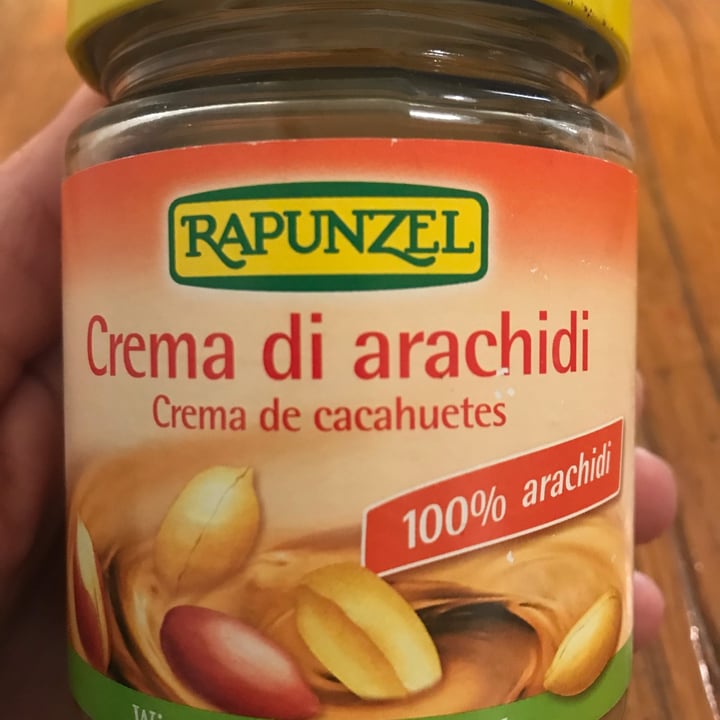 RAPUNZEL
Crema di arachidi
Crema de cacahuetes
100% arachidi